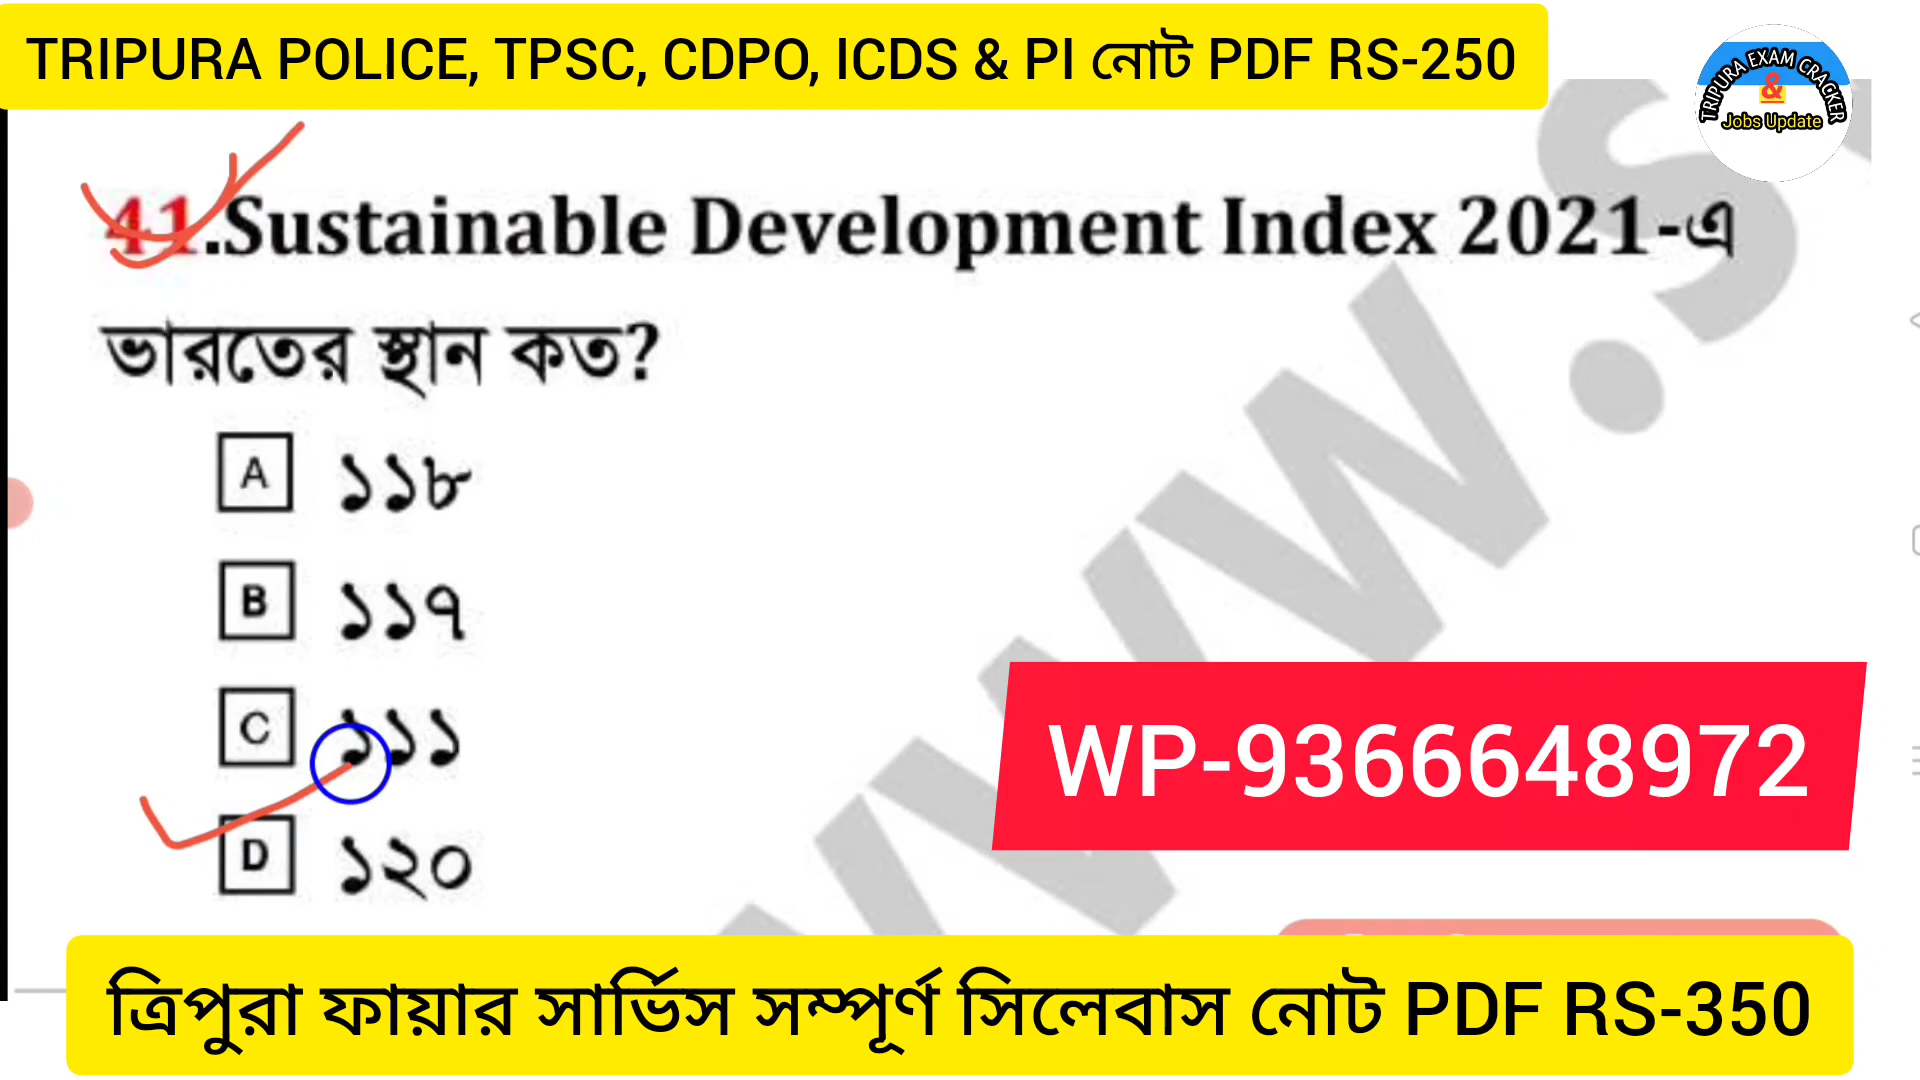 TRIPURA POLICE, TPSC, CDPO, ICDS & PI নোট PDF RS-250
TRIPURA EXAM CRACKER
&
Jobs Update
41.Sustainable Development Index 2021-এ
ভারতের স্থান কত?
A ১১৮
B ১১৭
C ১১১
D ১২০
WP-9366648972
ত্রিপুরা ফায়ার সার্ভিস সম্পূর্ণ সিলেবাস নোট PDF RS-350